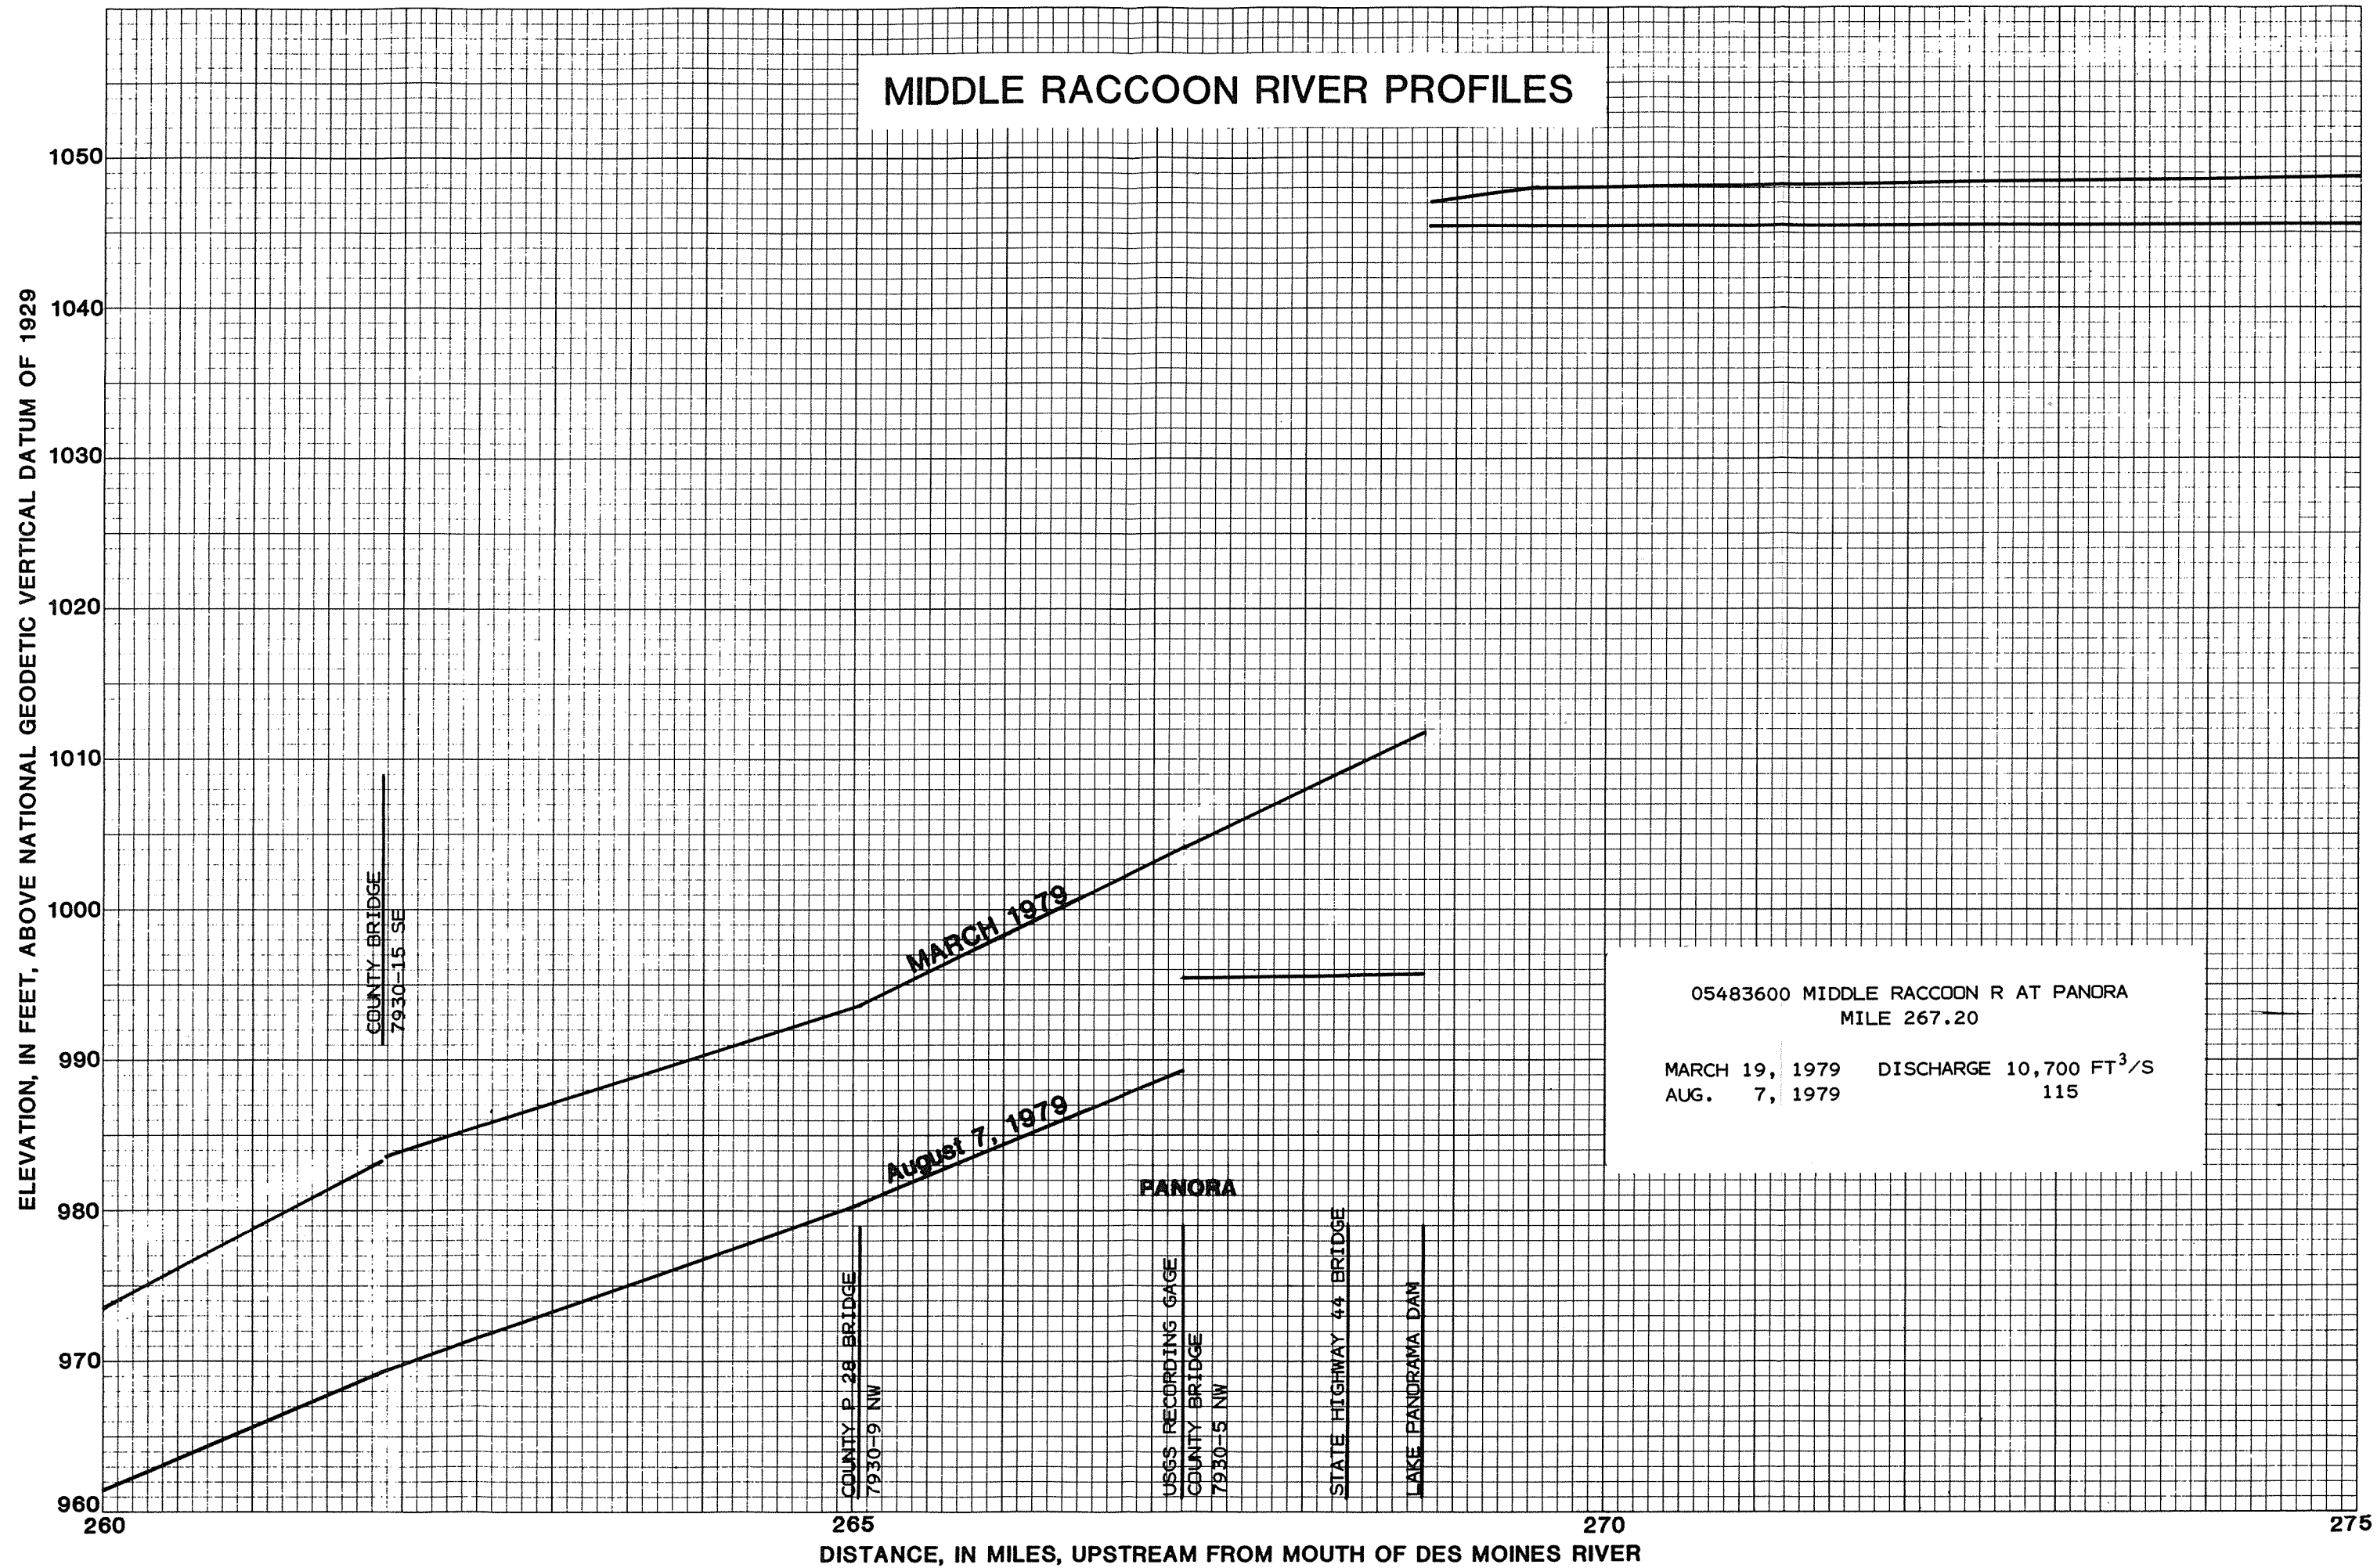 MIDDLE RACCOON RIVER PROFILES
ELEVATION, IN FEET, ABOVE NATIONAL GEODETIC VERTICAL DATUM OF 1929
1050
1040
1030
1020
1010
1000
990
980
970
960
COUNTY BRIDGE
7930-15 SE
MARCH 1979
August 7, 1979
PANORA
COUNTY P 28 BRIDGE
7930-9 NW
USGS RECORDING GAGE
COUNTY BRIDGE
7930-5 NW
STATE HIGHWAY 44 BRIDGE
LAKE PANORAMA DAM
05483600 MIDDLE RACCOON R AT PANORA
MILE 267.20
MARCH 19, 1979 DISCHARGE 10,700 FT³/S
AUG. 7, 1979 115
260 265 270 275
DISTANCE, IN MILES, UPSTREAM FROM MOUTH OF DES MOINES RIVER